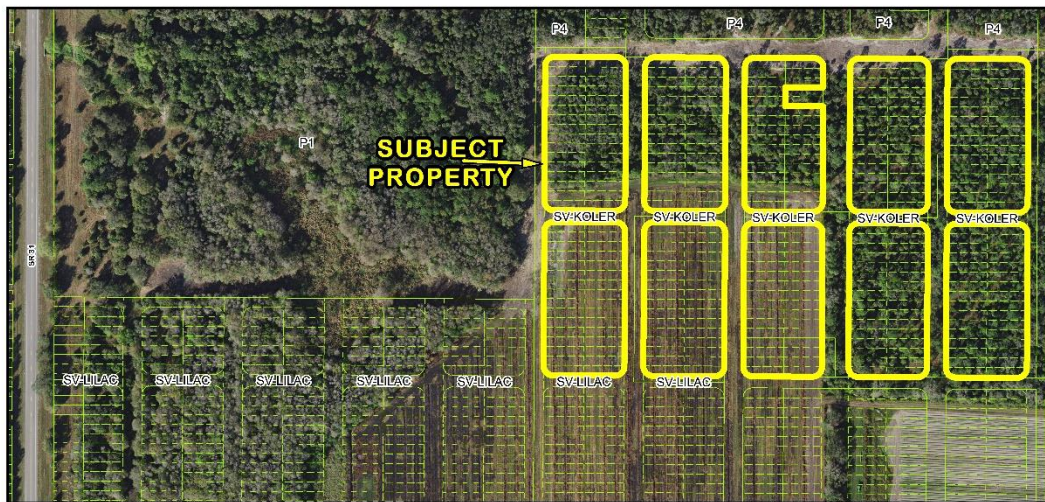 P4
P4
P4
P4
P1
SUBJECT
PROPERTY
SV-KOLER
SV-KOLER
SV-KOLER
SV-KOLER
SV-KOLER
SR 31
SV-LILAC
SV-LILAC
SV-LILAC
SV-LILAC
SV-LILAC
SV-LILAC
SV-LILAC